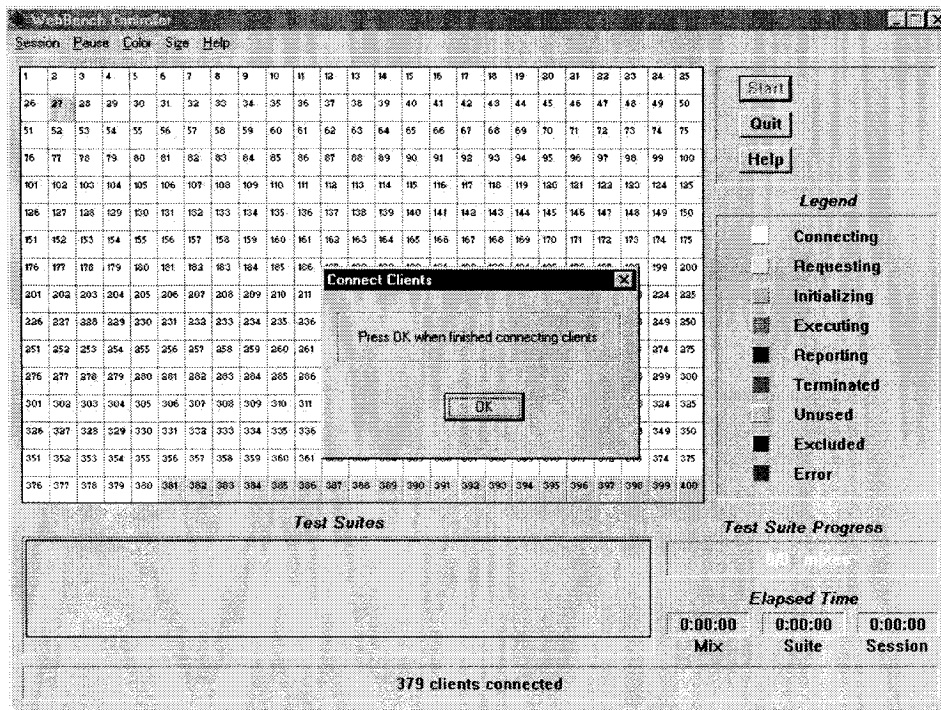 WebBench Controller
Session Pause Color Size Help
1 2 3 4 5 6 7 8 9 10 11 12 13 14 15 16 17 18 19 20 21 22 23 24 25
26 27 28 29 30 31 32 33 34 35 36 37 38 39 40 41 42 43 44 45 46 47 48 49 50
51 52 53 54 55 56 57 58 59 60 61 62 63 64 65 66 67 68 69 70 71 72 73 74 75
76 77 78 79 80 81 82 83 84 85 86 87 88 89 90 91 92 93 94 95 96 97 98 99 100
101 102 103 104 105 106 107 108 109 110 111 112 113 114 115 116 117 118 119 120 121 122 123 124 125
126 127 128 129 130 131 132 133 134 135 136 137 138 139 140 141 142 143 144 145 146 147 148 149 150
151 152 153 154 155 156 157 158 159 160 161 162 163 164 165 166 167 168 169 170 171 172 173 174 175
176 177 178 179 180 181 182 183 184 185 186 199 200
201 202 203 204 205 206 207 208 209 210 211 224 225
226 227 228 229 230 231 232 233 234 235 236 249 250
251 252 253 254 255 256 257 258 259 260 261 274 275
276 277 278 279 280 281 282 283 284 285 286 299 300
301 302 303 304 305 306 307 308 309 310 311 324 325
326 327 328 329 330 331 332 333 334 335 336 349 350
351 352 353 354 355 356 357 358 359 360 361 374 375
376 377 378 379 380 381 382 383 384 385 386 387 388 389 390 391 392 393 394 395 396 397 398 399 400
Connect Clients
Press OK when finished connecting clients
OK
Start
Quit
Help
Legend
Connecting
Requesting
Initializing
Executing
Reporting
Terminated
Unused
Excluded
Error
Test Suites
Test Suite Progress
Elapsed Time
0:00:00 0:00:00 0:00:00
Mix Suite Session
379 clients connected